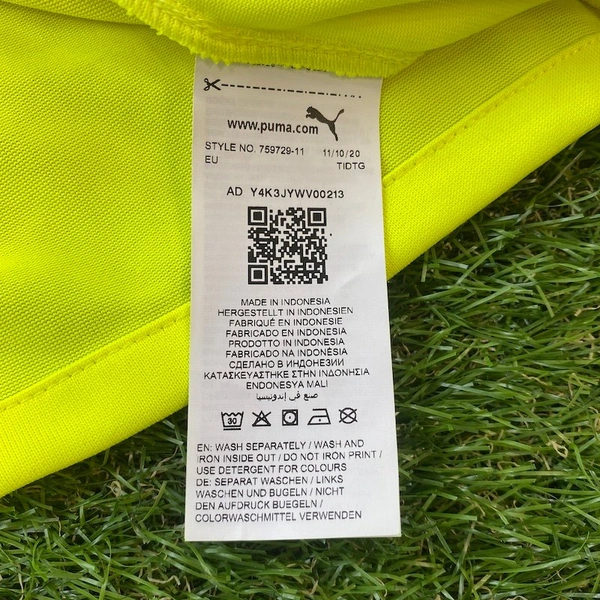 www.puma.com
STYLE NO. 759729-11 11/10/20
EU TIDTG
AD Y4K3JYWV00213
MADE IN INDONESIA
HERGESTELLT IN INDONESIEN
FABRIQUÉ EN INDONESIE
FABRICADO EN INDONESIA
PRODOTTO IN INDONESIA
FABRICADO NA INDONÉSIA
СДЕЛАНО В ИНДОНЕЗИИ
ΚΑΤΑΣΚΕΥΑΣΤΗΚΕ ΣΤΗΝ ΙΝΔΟΝΗΣΙΑ
ENDONESYA MALI
صنع في إندونيسيا
30
EN: WASH SEPARATELY / WASH AND
IRON INSIDE OUT / DO NOT IRON PRINT /
USE DETERGENT FOR COLOURS
DE: SEPARAT WASCHEN / LINKS
WASCHEN UND BUGELN / NICHT
DEN AUFDRUCK BUEGELN /
COLORWASCHMITTEL VERWENDEN